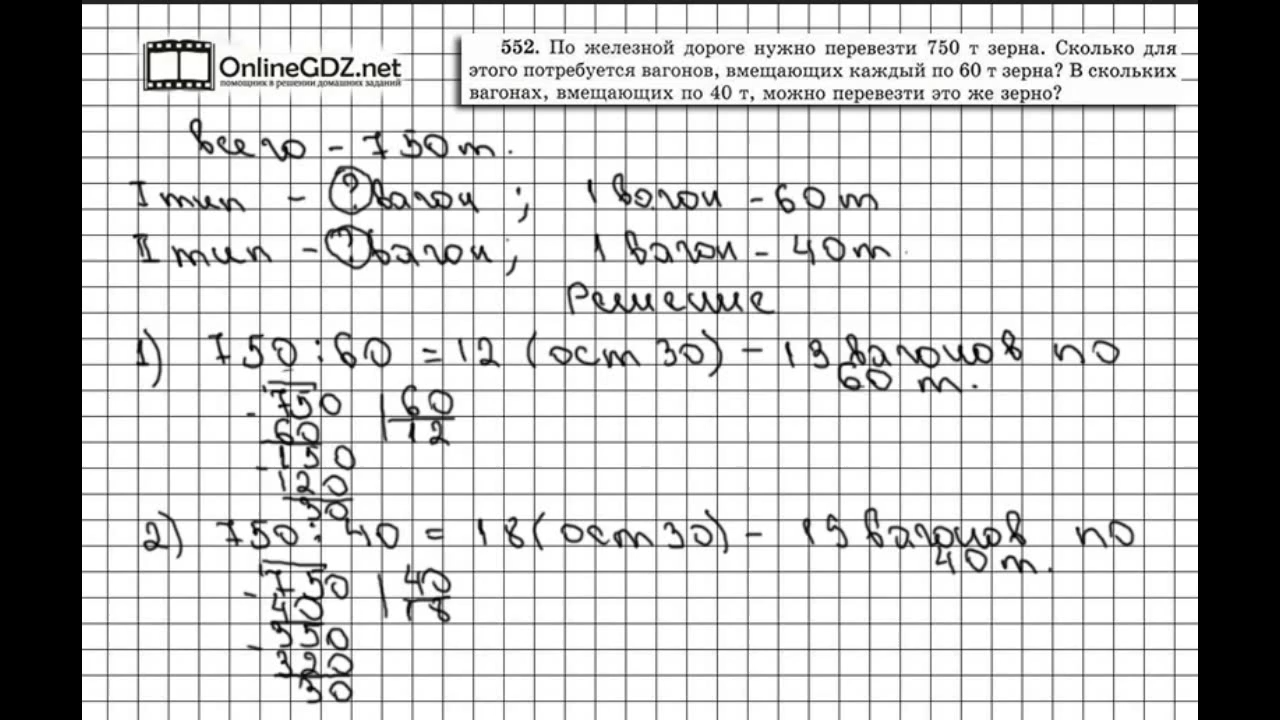 OnlineGDZ.net
помощник в решении домашних заданий
552. По железной дороге нужно перевезти 750 т зерна. Сколько для
этого потребуется вагонов, вмещающих каждый по 60 т зерна? В скольких
вагонах, вмещающих по 40 т, можно перевезти это же зерно?
всего – 750 т.
I тип – ? вагон ; 1 вагон – 60 т
II тип – ? вагон ; 1 вагон – 40 т.
Решение
1) 750 : 60 = 12 (ост 30) – 13 вагонов по
60 т.
- 750 | 60
60 12
- 150
120
30
2) 750 : 40 = 18 (ост 30) – 19 вагонов по
40 т.
- 750 | 40
40 18
- 350
320
30